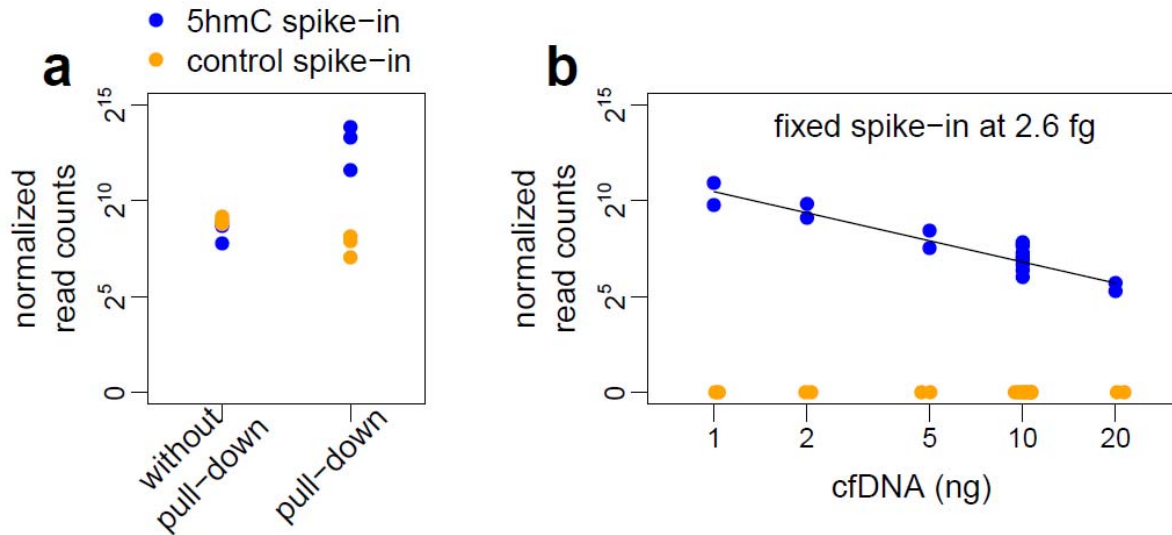 5hmC spike−in
control spike−in
a
normalized
read counts
2^15
2^10
2^5
0
without
pull−down
pull−down
b
fixed spike−in at 2.6 fg
normalized
read counts
2^15
2^10
2^5
0
1 2 5 10 20
cfDNA (ng)